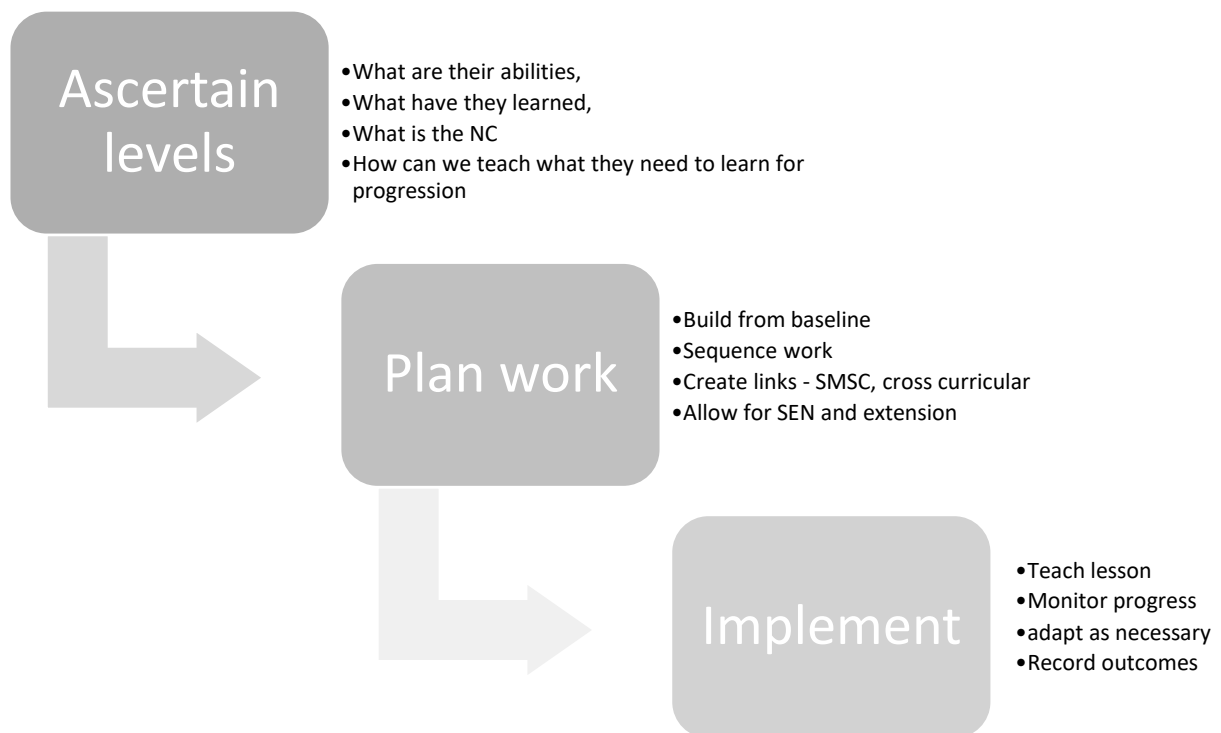 Ascertain
levels
•What are their abilities,
•What have they learned,
•What is the NC
•How can we teach what they need to learn for
progression
Plan work
•Build from baseline
•Sequence work
•Create links - SMSC, cross curricular
•Allow for SEN and extension
Implement
•Teach lesson
•Monitor progress
•adapt as necessary
•Record outcomes